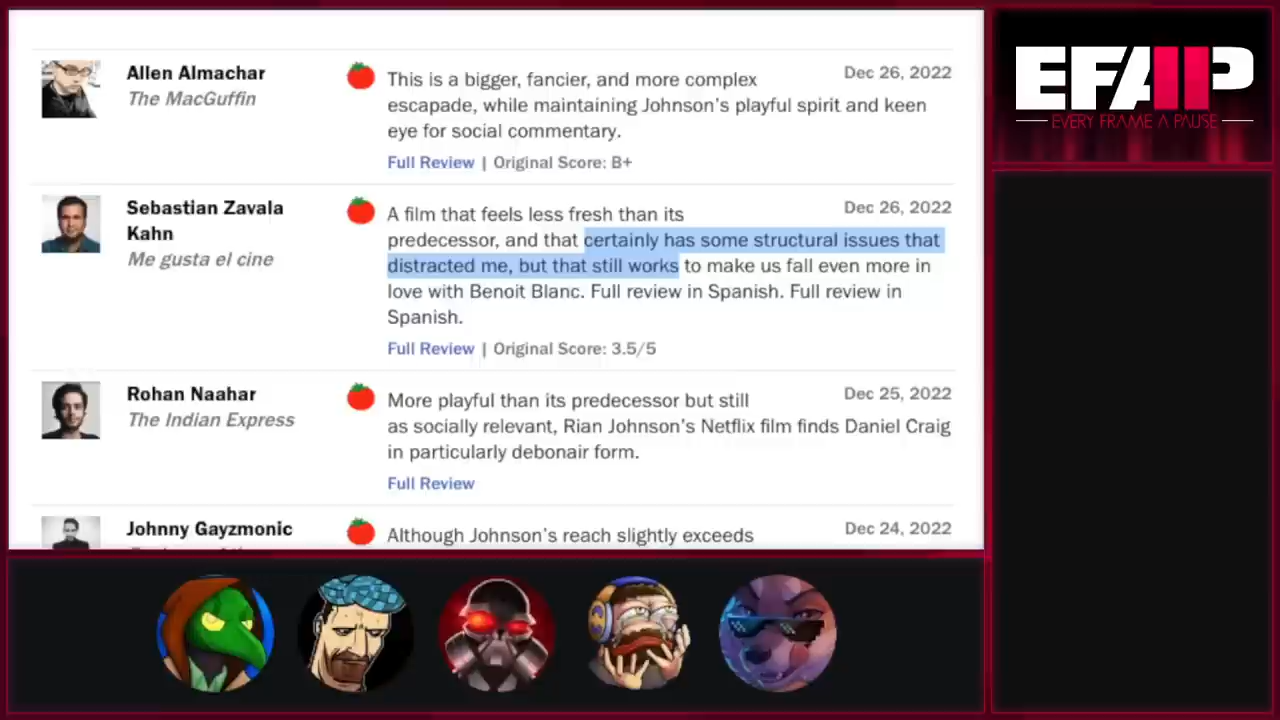 Allen Almachar
The MacGuffin
This is a bigger, fancier, and more complex
escapade, while maintaining Johnson's playful spirit and keen
eye for social commentary.
Full Review | Original Score: B+
Dec 26, 2022
Sebastian Zavala
Kahn
Me gusta el cine
A film that feels less fresh than its
predecessor, and that certainly has some structural issues that
distracted me, but that still works to make us fall even more in
love with Benoit Blanc. Full review in Spanish. Full review in
Spanish.
Full Review | Original Score: 3.5/5
Dec 26, 2022
Rohan Naahar
The Indian Express
More playful than its predecessor but still
as socially relevant, Rian Johnson's Netflix film finds Daniel Craig
in particularly debonair form.
Full Review
Dec 25, 2022
Johnny Gayzmonic
Although Johnson's reach slightly exceeds
Dec 24, 2022
EFAP
EVERY FRAME A PAUSE